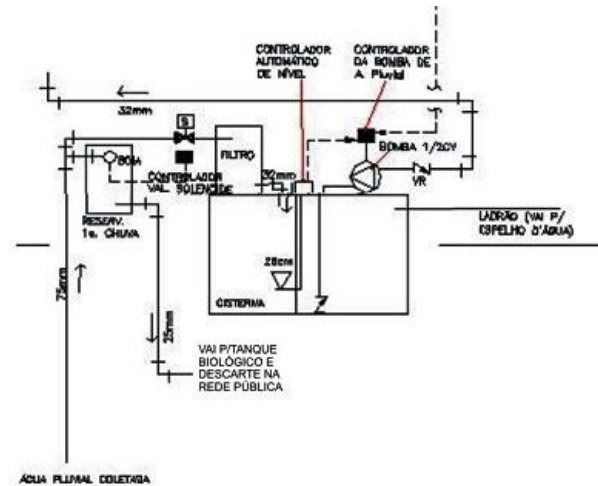 CONTROLADOR
AUTOMÁTICO
DE NÍVEL
CONTROLADOR
DA BOMBA DE
A. Pluvial
32mm
S
BOIA
FILTRO
CONTROLADOR
VAL. SOLENOIDE
32mm
BOMBA 1/2CV
VR
RESERV.
1a. CHUVA
LADRÃO (VAI P/
ESPELHO D'ÁGUA)
75mm
25mm
CISTERNA
VAI P/TANQUE
BIOLÓGICO E
DESCARTE NA
REDE PÚBLICA
ÁGUA PLUVIAL COLETADA